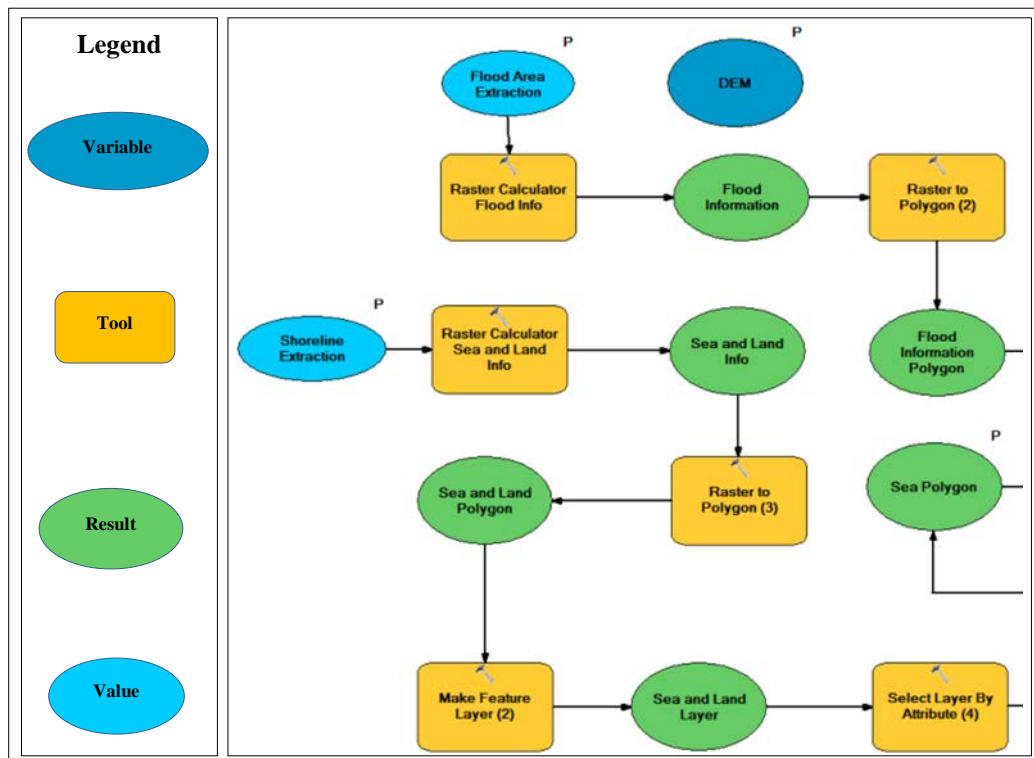 Legend
Variable
Tool
Result
Value
P
Flood Area
Extraction
P
DEM
Raster Calculator
Flood Info
Flood
Information
Raster to
Polygon (2)
P
Shoreline
Extraction
Raster Calculator
Sea and Land
Info
Sea and Land
Info
Flood
Information
Polygon
Sea and Land
Polygon
Raster to
Polygon (3)
P
Sea Polygon
Make Feature
Layer (2)
Sea and Land
Layer
Select Layer By
Attribute (4)